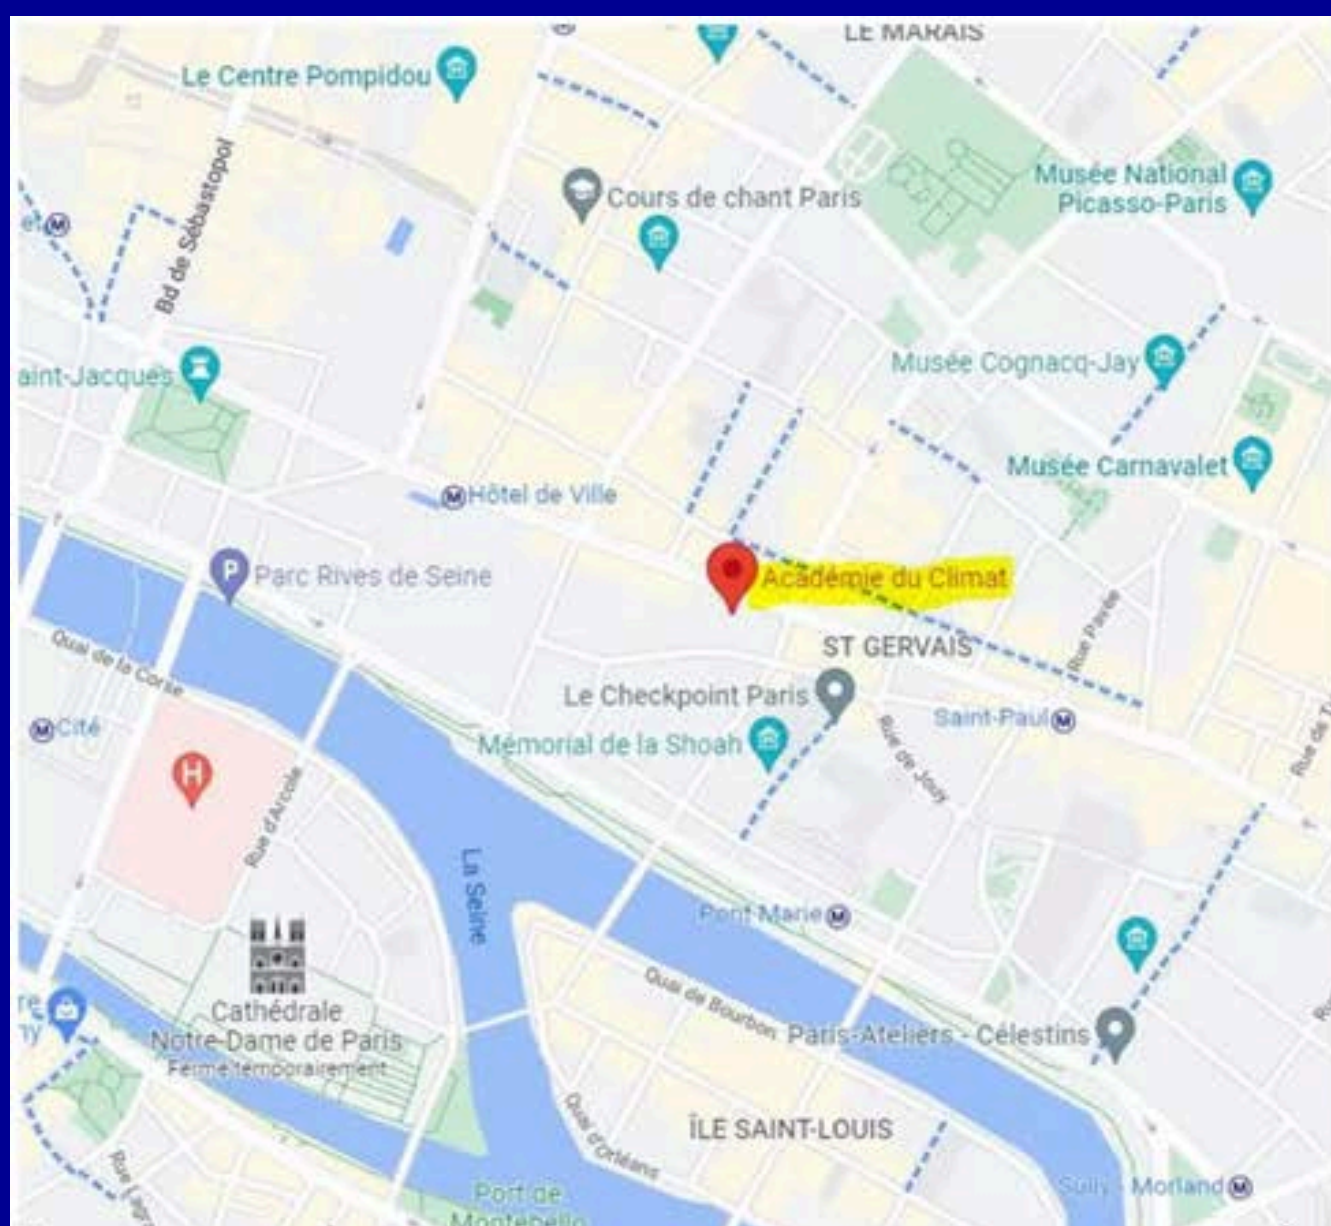 LE MARAIS
Le Centre Pompidou
Bd de Sébastopol
Cours de chant Paris
Musée National
Picasso-Paris
Musée Cognacq-Jay
aint-Jacques
Musée Carnavalet
Hôtel de Ville
Parc Rives de Seine
Académie du Climat
ST GERVAIS
Rue Pavée
Quai de la Corse
Le Checkpoint Paris
Saint-Paul
Cité
H
P
Mémorial de la Shoah
Rue de Jouy
Rue d'Arcole
La Seine
Pont Marie
Quai de Bourbon
Cathédrale
Notre-Dame de Paris
Fermé temporairement
Paris-Ateliers - Célestins
ÎLE SAINT-LOUIS
Quai d'Orléans
Sully - Morland
Port de
Montebello